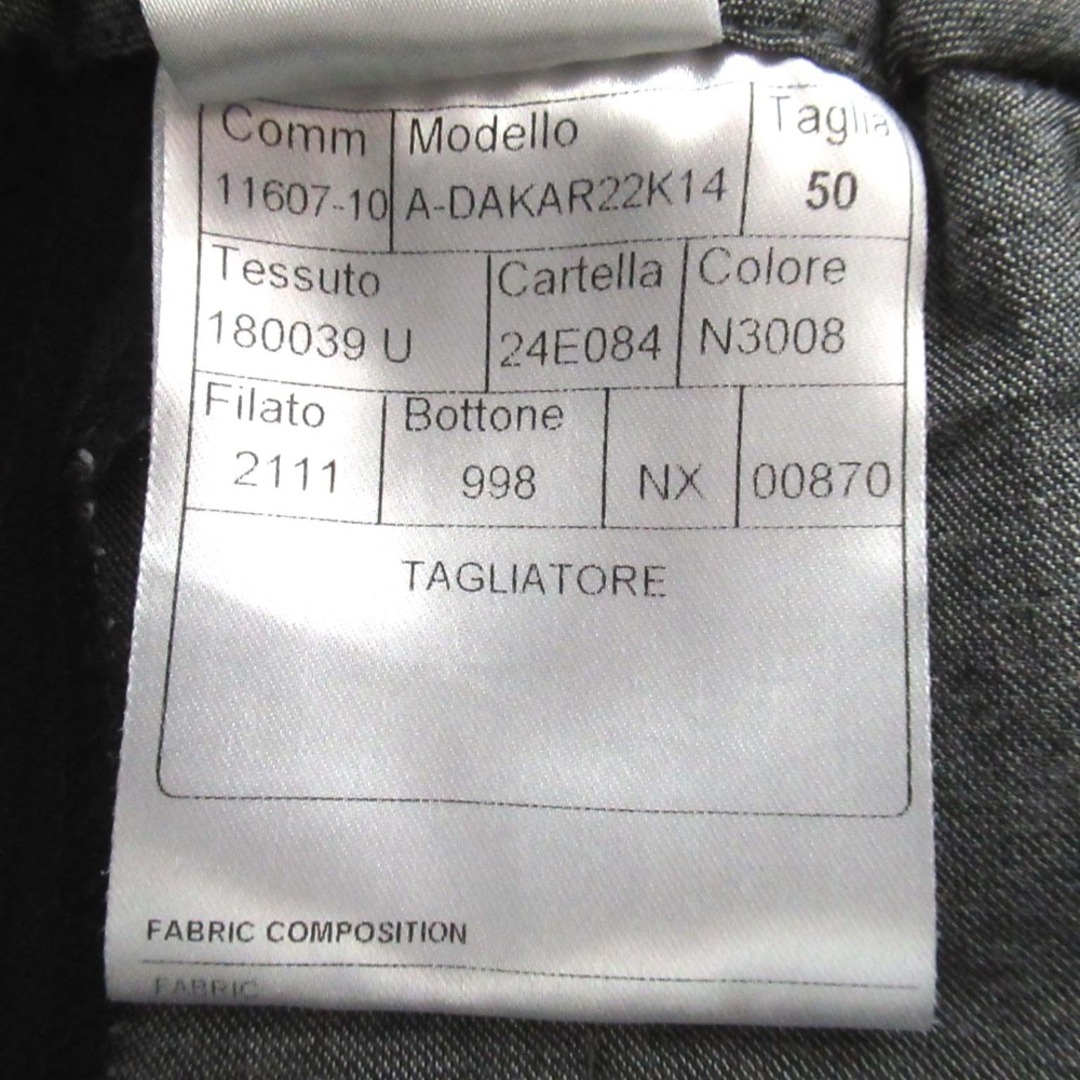 Comm Modello Taglia
11607-10 A-DAKAR22K14 50
Tessuto Cartella Colore
180039 U 24E084 N3008
Filato Bottone
2111 998 NX 00870
TAGLIATORE
FABRIC COMPOSITION
FABRIC